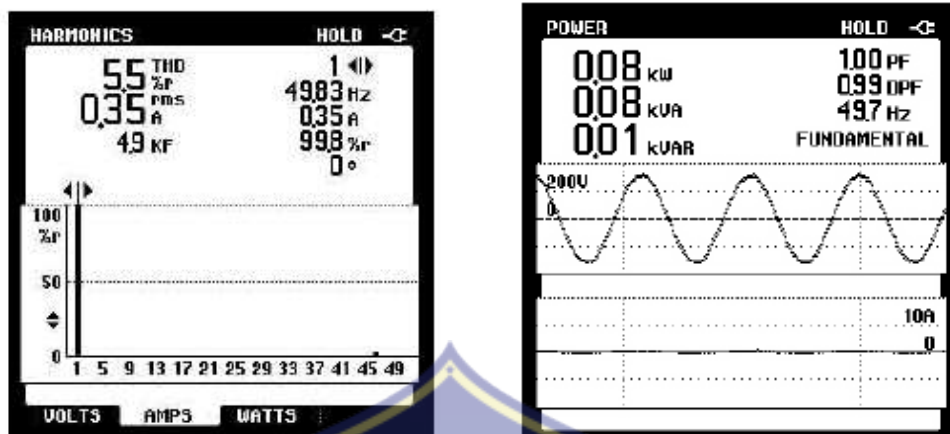 HARMONICS HOLD
5.5 THD %r
0.35 rms A
4.9 KF
1
49.83 Hz
0.35 A
99.8 %r
0 °
100
%r
50
0
1 5 9 13 17 21 25 29 33 37 41 45 49
VOLTS AMPS WATTS
POWER HOLD
0.08 kW
0.08 kVA
0.01 kVAR
1.00 PF
0.99 DPF
49.7 Hz
FUNDAMENTAL
200V
0
10A
0